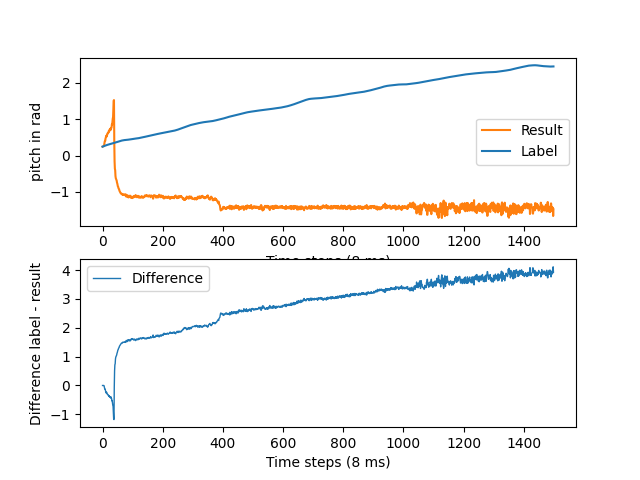 pitch in rad
2
1
0
−1
Result
Label
0 200 400 600 800 1000 1200 1400
Time steps (8 ms)
Difference label - result
4
3
2
1
0
−1
Difference
0 200 400 600 800 1000 1200 1400
Time steps (8 ms)